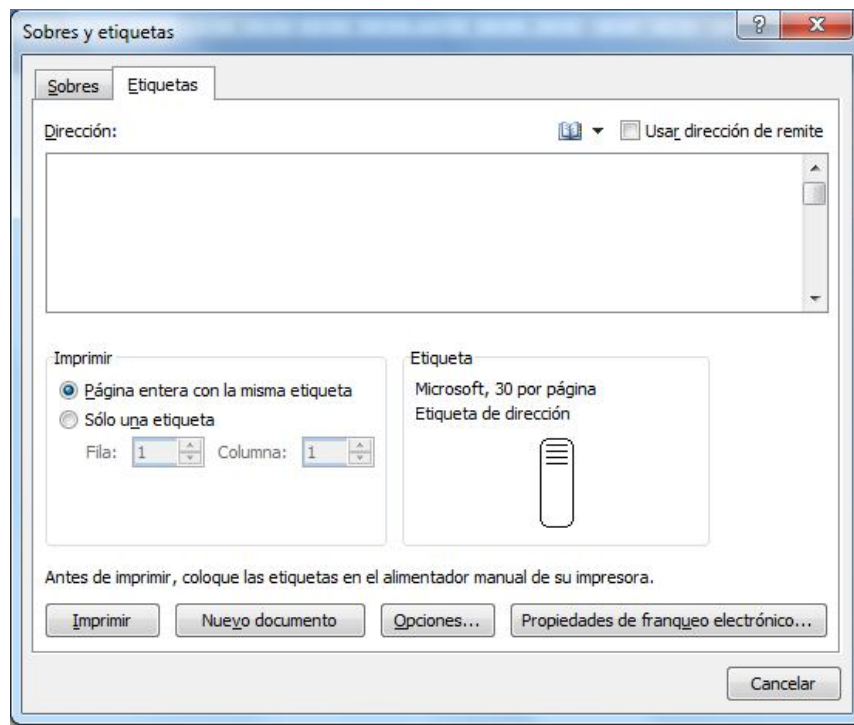 Sobres y etiquetas
Sobres Etiquetas
Dirección: Usar dirección de remite
Imprimir
Página entera con la misma etiqueta
Sólo una etiqueta
Fila: 1 Columna: 1
Etiqueta
Microsoft, 30 por página
Etiqueta de dirección
Antes de imprimir, coloque las etiquetas en el alimentador manual de su impresora.
Imprimir Nuevo documento Opciones... Propiedades de franqueo electrónico...
Cancelar